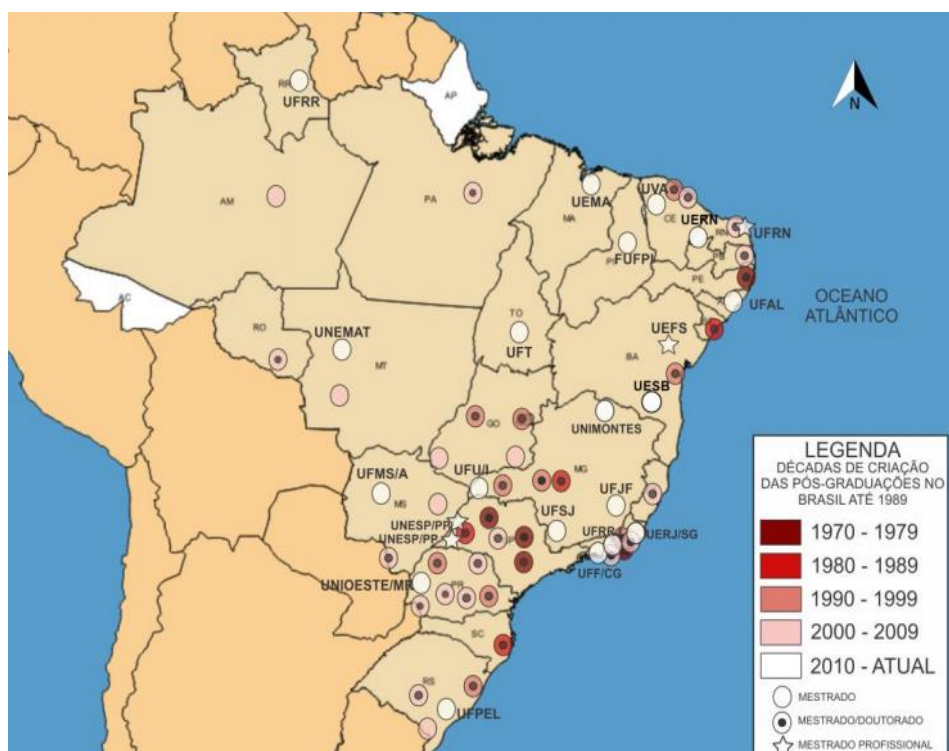 RR
UFRR
AP
N
AM
PA
UEMA
MA
UVA
CE
UERN
RN
UFRN
PB
FUFPI
PI
PE
UFAL
AC
OCEANO
ATLÂNTICO
RO
UNEMAT
TO
UFT
UEFS
BA
MT
UESB
GO
UNIMONTES
UFMS/A
UFU/I
MG
UFJF
MS
UFSJ
UNESP/PP
UNESP/PP
UERJ/SG
UFF/CG
UNIOESTE/MR
PR
SC
RS
UFPEL
LEGENDA
DÉCADAS DE CRIAÇÃO
DAS PÓS-GRADUAÇÕES NO
BRASIL ATÉ 1989
1970 - 1979
1980 - 1989
1990 - 1999
2000 - 2009
2010 - ATUAL
MESTRADO
MESTRADO/DOUTORADO
MESTRADO PROFISSIONAL